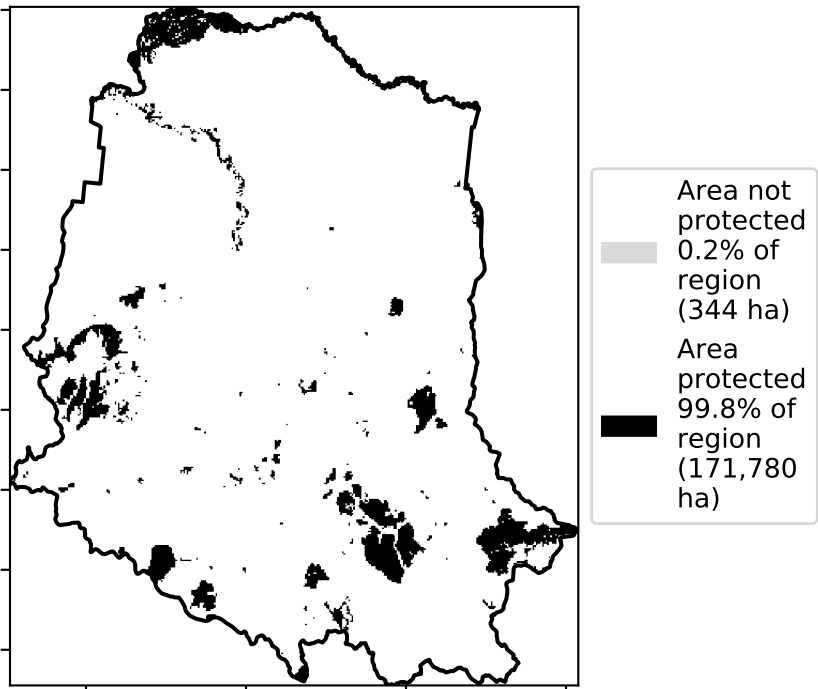 Area not
protected
0.2% of
region
(344 ha)
Area
protected
99.8% of
region
(171,780
ha)